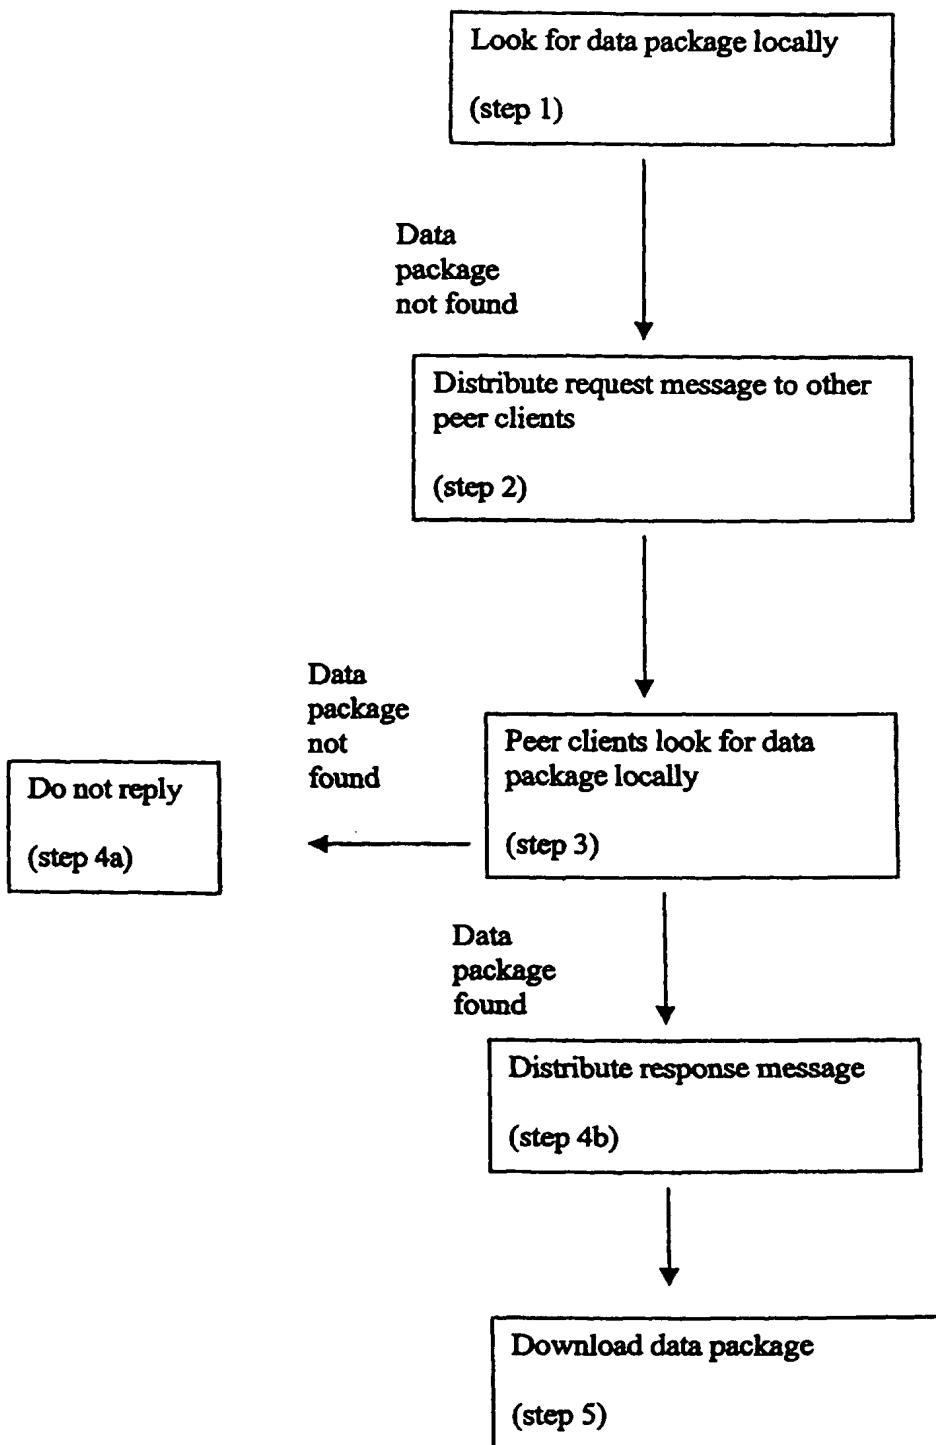 Look for data package locally
(step 1)
Data
package
not found
Distribute request message to other
peer clients
(step 2)
Data
package
not
found
Peer clients look for data
package locally
(step 3)
Do not reply
(step 4a)
Data
package
found
Distribute response message
(step 4b)
Download data package
(step 5)